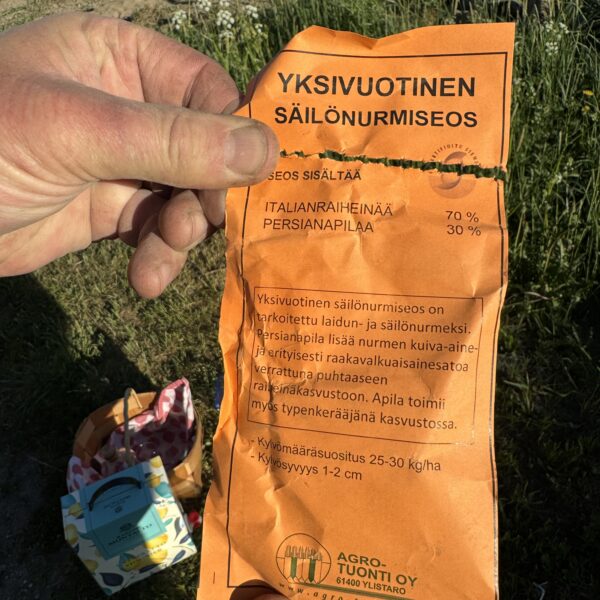 YKSIVUOTINEN
SÄILÖNURMISEOS
SEOS SISÄLTÄÄ
ITALIANRAIHEINÄÄ 70 %
PERSIANAPILAA 30 %
Yksivuotinen säilönurmiseos on
tarkoitettu laidun- ja säilönurmeksi.
Persianapila lisää nurmen kuiva-aine-
ja erityisesti raakavalkuaisainesatoa
verrattuna puhtaaseen
raiheinäkasvustoon. Apila toimii
myös typenkerääjänä kasvustossa.
- Kylvömääräsuositus 25-30 kg/ha
- Kylvösyvyys 1-2 cm
AGRO-
TUONTI OY
61400 YLISTARO